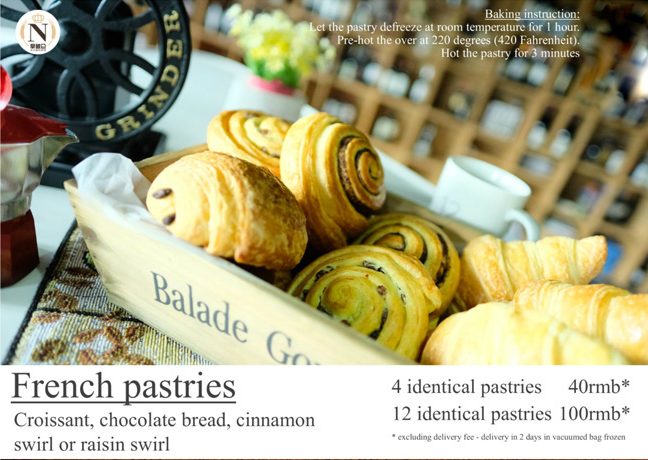 N
GRINDER
Baking instruction:
Let the pastry defreeze at room temperature for 1 hour.
Pre-hot the over at 220 degrees (420 Fahrenheit).
Hot the pastry for 3 minutes
Balade Go
French pastries
Croissant, chocolate bread, cinnamon
swirl or raisin swirl
4 identical pastries 40rmb*
12 identical pastries 100rmb*
* excluding delivery fee - delivery in 2 days in vacuumed bag frozen